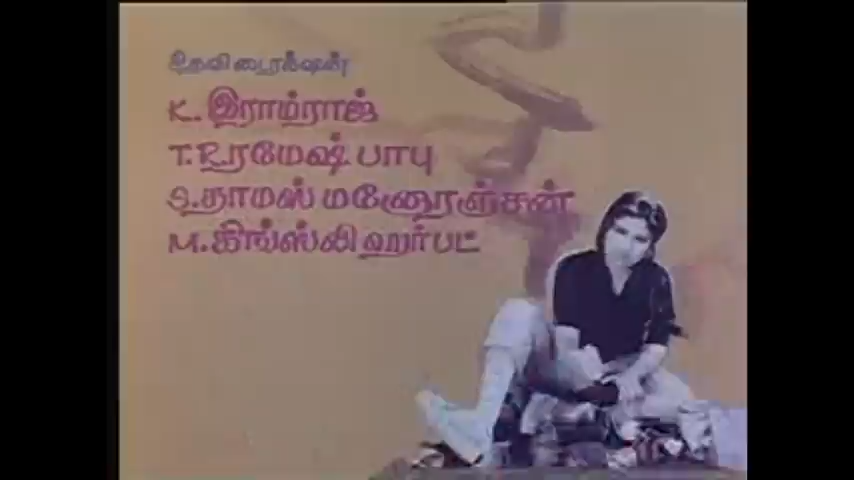 உதவி டைரக்ஷன்
K. இராம்ராஜ்
T.R.ரமேஷ் பாபு
S.தாமஸ் மனோரஞ்சன்
M.கிங்ஸ்லி ஹர்பட்